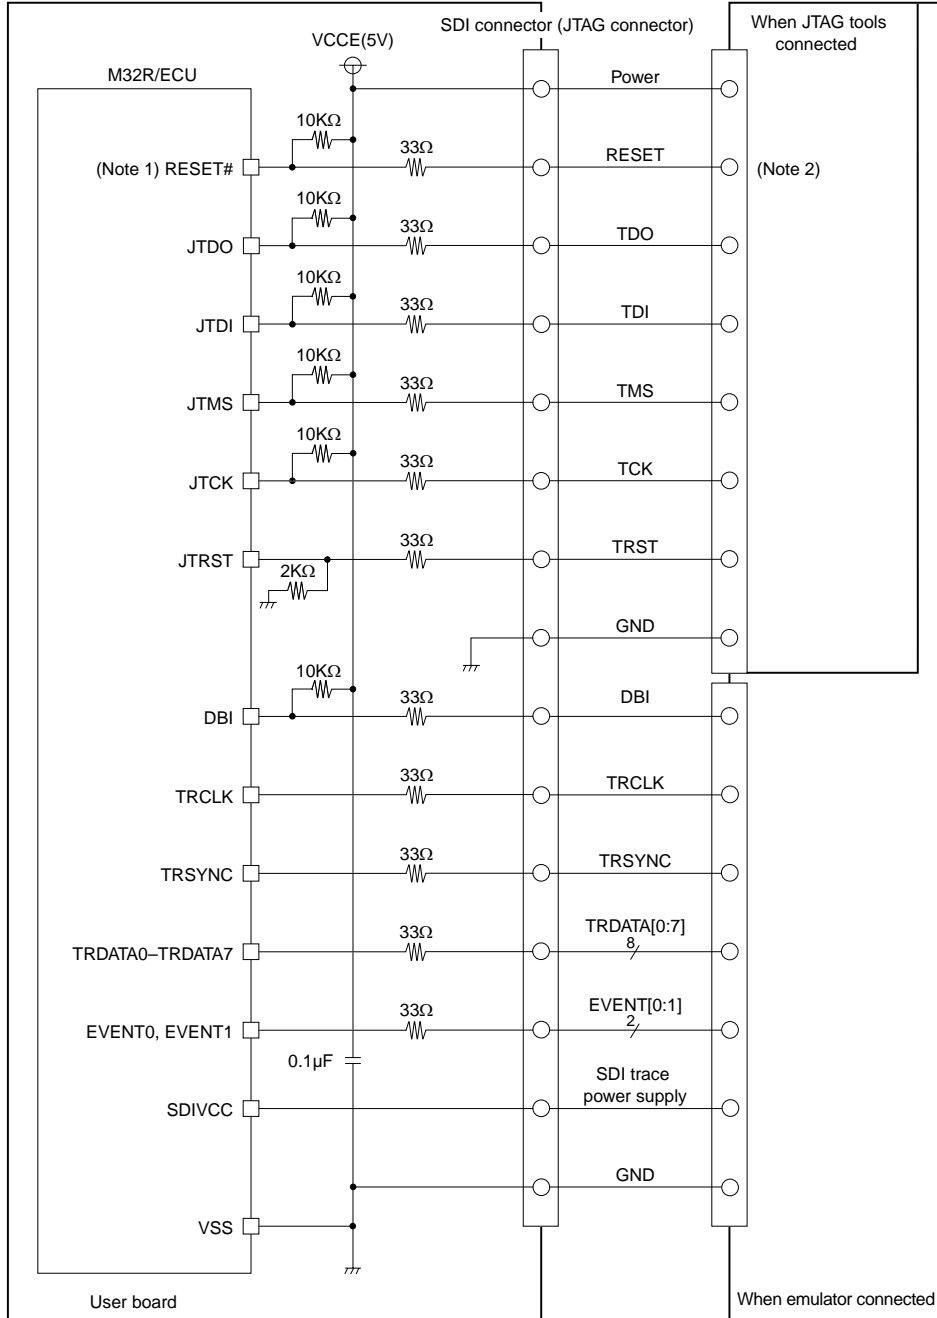 SDI connector (JTAG connector)
When JTAG tools
connected
VCCE(5V)
M32R/ECU
Power
10KΩ
(Note 1) RESET#
33Ω
RESET
(Note 2)
10KΩ
JTDO
33Ω
TDO
10KΩ
JTDI
33Ω
TDI
10KΩ
JTMS
33Ω
TMS
10KΩ
JTCK
33Ω
TCK
JTRST
33Ω
TRST
2KΩ
GND
10KΩ
DBI
33Ω
DBI
TRCLK
33Ω
TRCLK
TRSYNC
33Ω
TRSYNC
TRDATA0–TRDATA7
33Ω
TRDATA[0:7]
8
EVENT0, EVENT1
33Ω
EVENT[0:1]
2
0.1µF
SDIVCC
SDI trace
power supply
GND
VSS
User board
When emulator connected